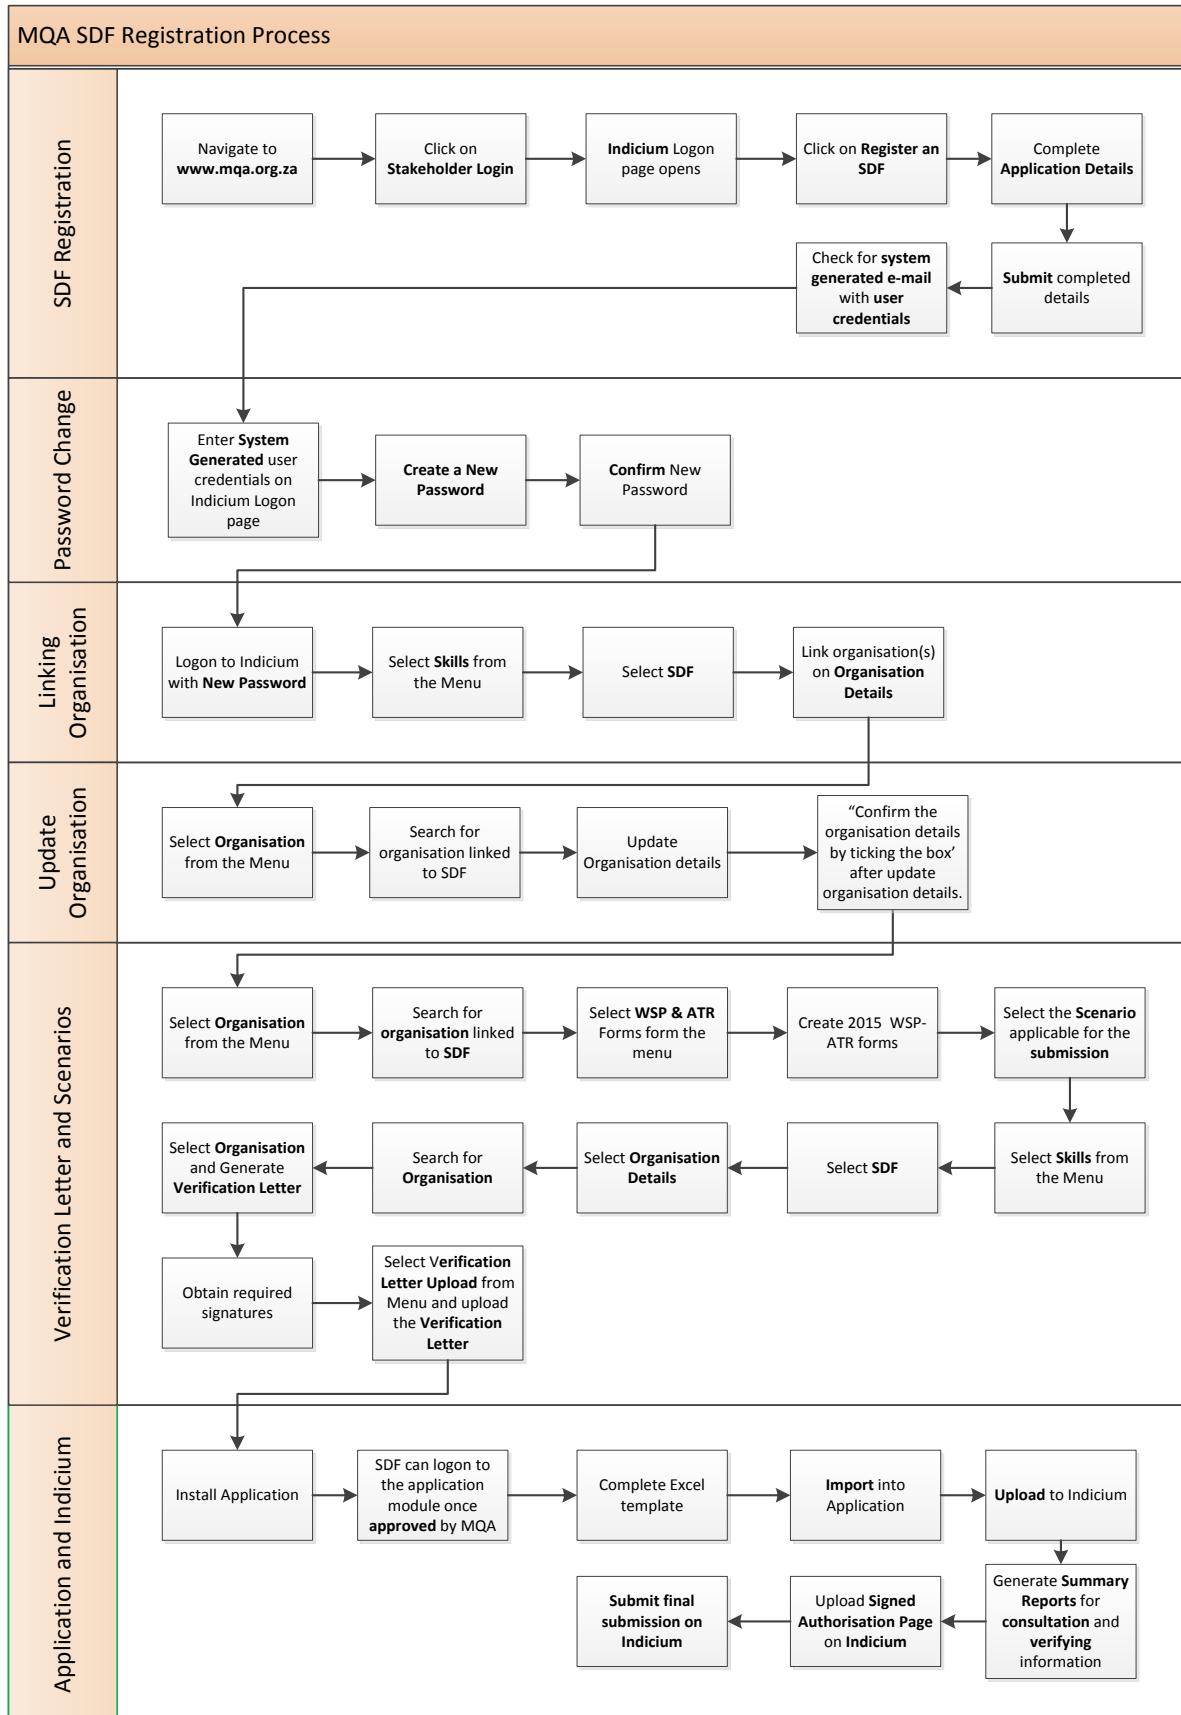 MQA SDF Registration Process
SDF Registration
Navigate to
www.mqa.org.za
Click on
Stakeholder Login
Indicium Logon
page opens
Click on Register an
SDF
Complete
Application Details
Submit completed
details
Check for system
generated e-mail
with user
credentials
Password Change
Enter System
Generated user
credentials on
Indicium Logon
page
Create a New
Password
Confirm New
Password
Linking
Organisation
Logon to Indicium
with New Password
Select Skills from
the Menu
Select SDF
Link organisation(s)
on Organisation
Details
Update
Organisation
Select Organisation
from the Menu
Search for
organisation linked
to SDF
Update
Organisation details
“Confirm the
organisation details
by ticking the box’
after update
organisation details.
Verification Letter and Scenarios
Select Organisation
from the Menu
Search for
organisation linked
to SDF
Select WSP & ATR
Forms form the
menu
Create 2015 WSP-
ATR forms
Select the Scenario
applicable for the
submission
Select Skills from
the Menu
Select SDF
Select Organisation
Details
Search for
Organisation
Select Organisation
and Generate
Verification Letter
Obtain required
signatures
Select Verification
Letter Upload from
Menu and upload
the Verification
Letter
Application and Indicium
Install Application
SDF can logon to
the application
module once
approved by MQA
Complete Excel
template
Import into
Application
Upload to Indicium
Generate Summary
Reports for
consultation and
verifying
information
Upload Signed
Authorisation Page
on Indicium
Submit final
submission on
Indicium